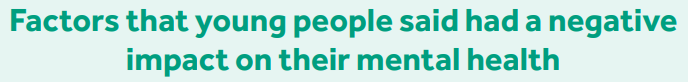 Factors that young people said had a negative
impact on their mental health